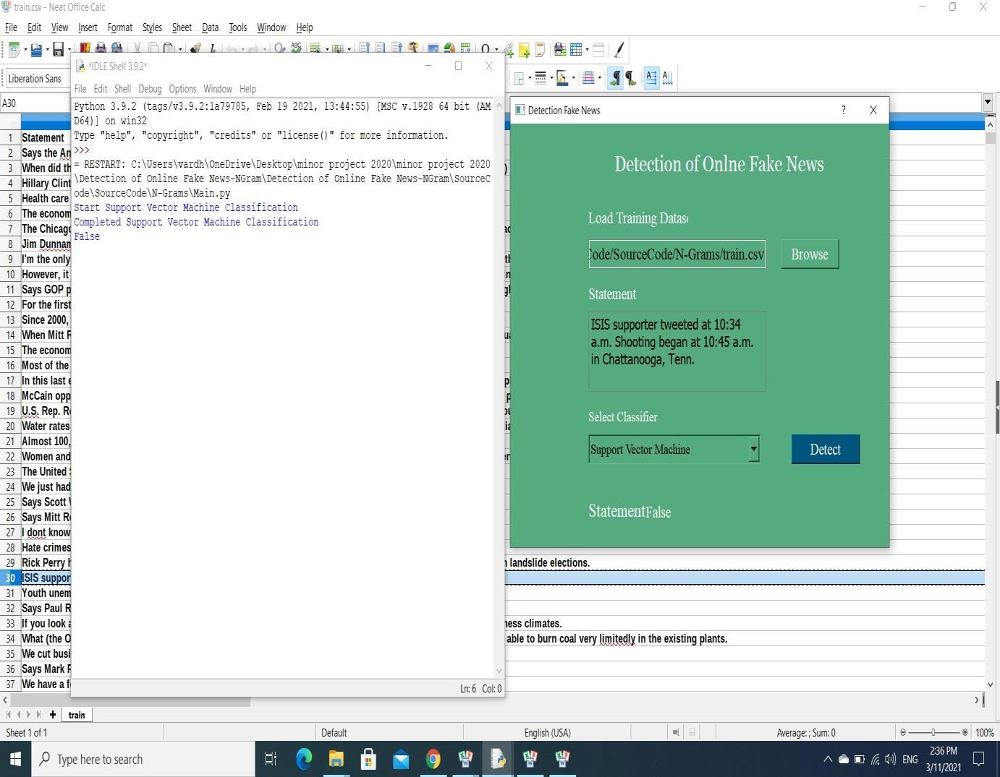 train.csv - Neat Office Calc
File Edit View Insert Format Styles Sheet Data Tools Window Help
Liberation Sans
A30
1 Statement
2 Says the An
3 When did th
4 Hillary Clint
5 Health care
6 The econom
7 The Chicago
8 Jim Dunnam
9 I'm the only
10 However, it
11 Says GOP p
12 For the first
13 Since 2000,
14 When Mitt R
15 The econom
16 Most of the
17 In this last e
18 McCain opp
19 U.S. Rep. R
20 Water rates
21 Almost 100,
22 Women and
23 The United S
24 We just had
25 Says Scott W
26 Says Mitt Ro
27 I dont know
28 Hate crimes
29 Rick Perry h
n landslide elections.
30 ISIS suppor
31 Youth unem
32 Says Paul R
33 If you look a
ness climates.
34 What (the O
able to burn coal very limitedly in the existing plants.
35 We cut busi
36 Says Mark P
37 We have a f
*IDLE Shell 3.9.2*
File Edit Shell Debug Options Window Help
Python 3.9.2 (tags/v3.9.2:1a79785, Feb 19 2021, 13:44:55) [MSC v.1928 64 bit (AM
D64)] on win32
Type "help", "copyright", "credits" or "license()" for more information.
>>>
= RESTART: C:\Users\vardh\OneDrive\Desktop\minor project 2020\minor project 2020
\Detection of Online Fake News-NGram\Detection of Online Fake News-NGram\SourceC
ode\SourceCode\N-Grams\Main.py
Start Support Vector Machine Classification
Completed Support Vector Machine Classification
False
Ln: 6 Col: 0
Detection Fake News
?
X
Detection of Onlne Fake News
Load Training Datas
Code/SourceCode/N-Grams/train.csv
Browse
Statement
ISIS supporter tweeted at 10:34
a.m. Shooting began at 10:45 a.m.
in Chattanooga, Tenn.
Select Classifier
Support Vector Machine
Detect
Statement False
train
Sheet 1 of 1
Default
English (USA)
Average: ; Sum: 0
100%
Type here to search
ENG
2:36 PM
3/11/2021